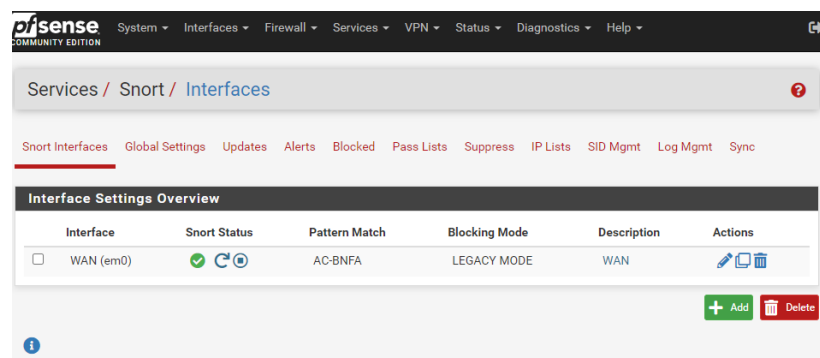 pfsense System Interfaces Firewall Services VPN Status Diagnostics Help
COMMUNITY EDITION
Services / Snort / Interfaces
Snort Interfaces Global Settings Updates Alerts Blocked Pass Lists Suppress IP Lists SID Mgmt Log Mgmt Sync
Interface Settings Overview
Interface Snort Status Pattern Match Blocking Mode Description Actions
WAN (em0) AC-BNFA LEGACY MODE WAN
Add Delete